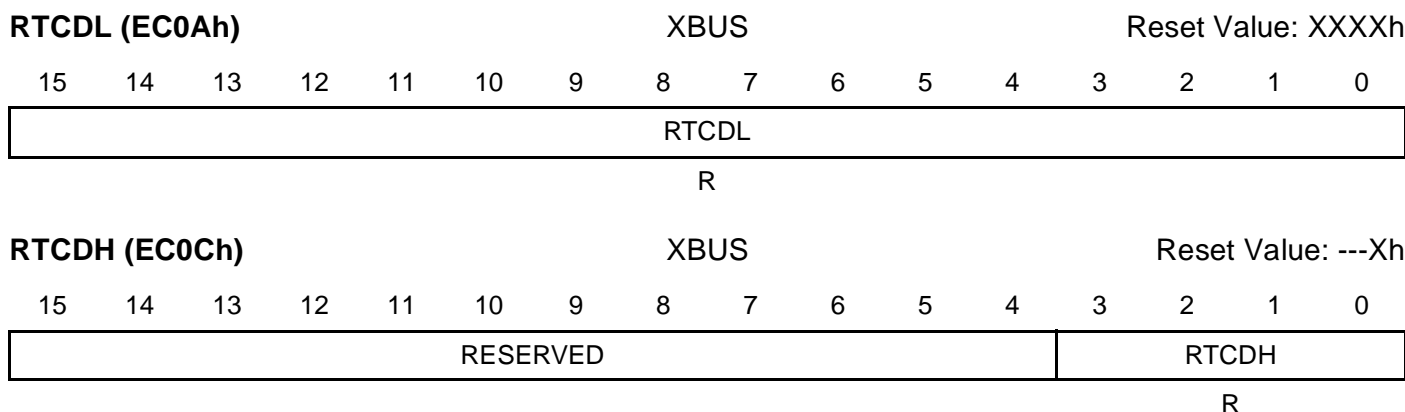 RTCDL (EC0Ah) XBUS Reset Value: XXXXh
15 14 13 12 11 10 9 8 7 6 5 4 3 2 1 0
RTCDL
R
RTCDH (EC0Ch) XBUS Reset Value: ---Xh
15 14 13 12 11 10 9 8 7 6 5 4 3 2 1 0
RESERVED RTCDH
R